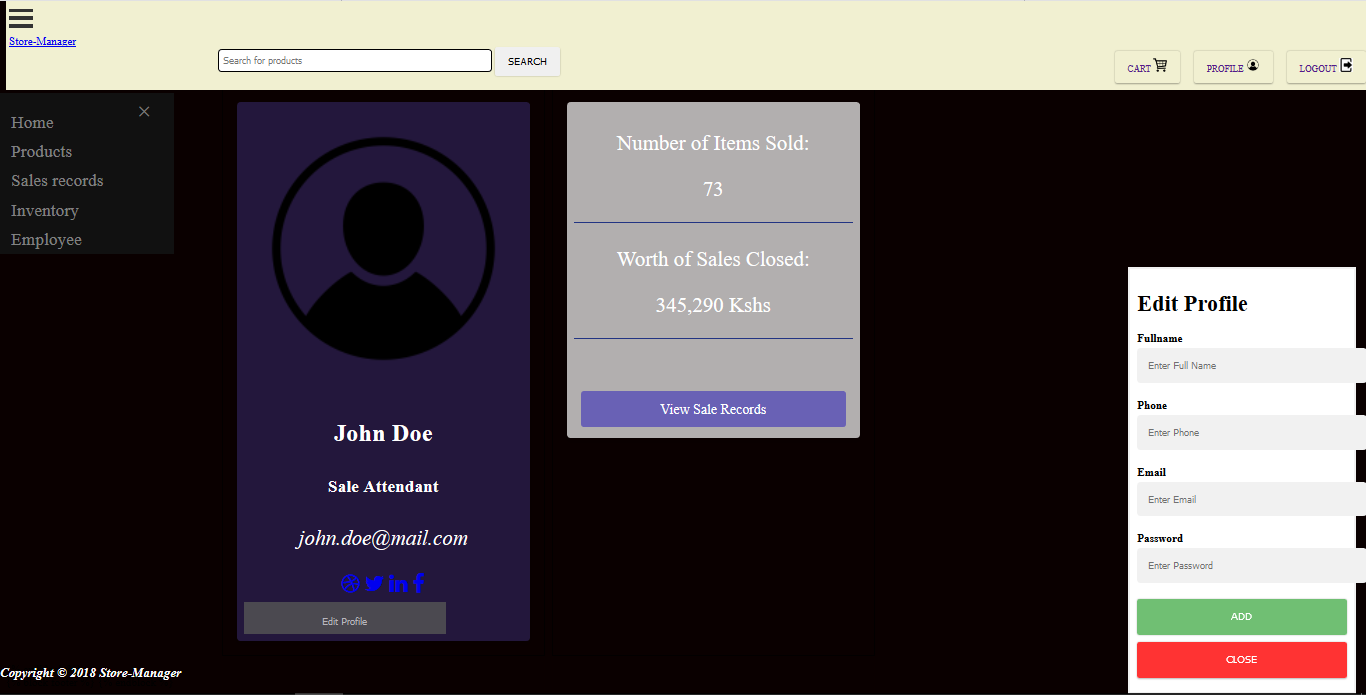 Store-Manager
Search for products
SEARCH
CART
PROFILE
LOGOUT
Home
Products
Sales records
Inventory
Employee
John Doe
Sale Attendant
john.doe@mail.com
Edit Profile
Number of Items Sold:
73
Worth of Sales Closed:
345,290 Kshs
View Sale Records
Edit Profile
Fullname
Enter Full Name
Phone
Enter Phone
Email
Enter Email
Password
Enter Password
ADD
CLOSE
Copyright © 2018 Store-Manager